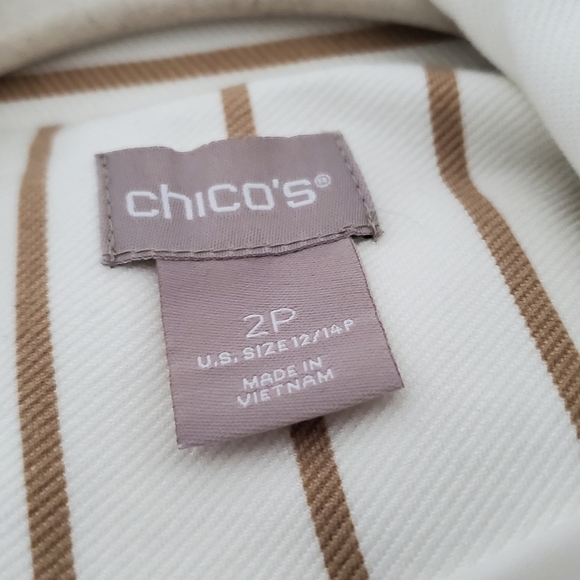 chico's®
2P
U.S. SIZE 12/14P
MADE IN
VIETNAM